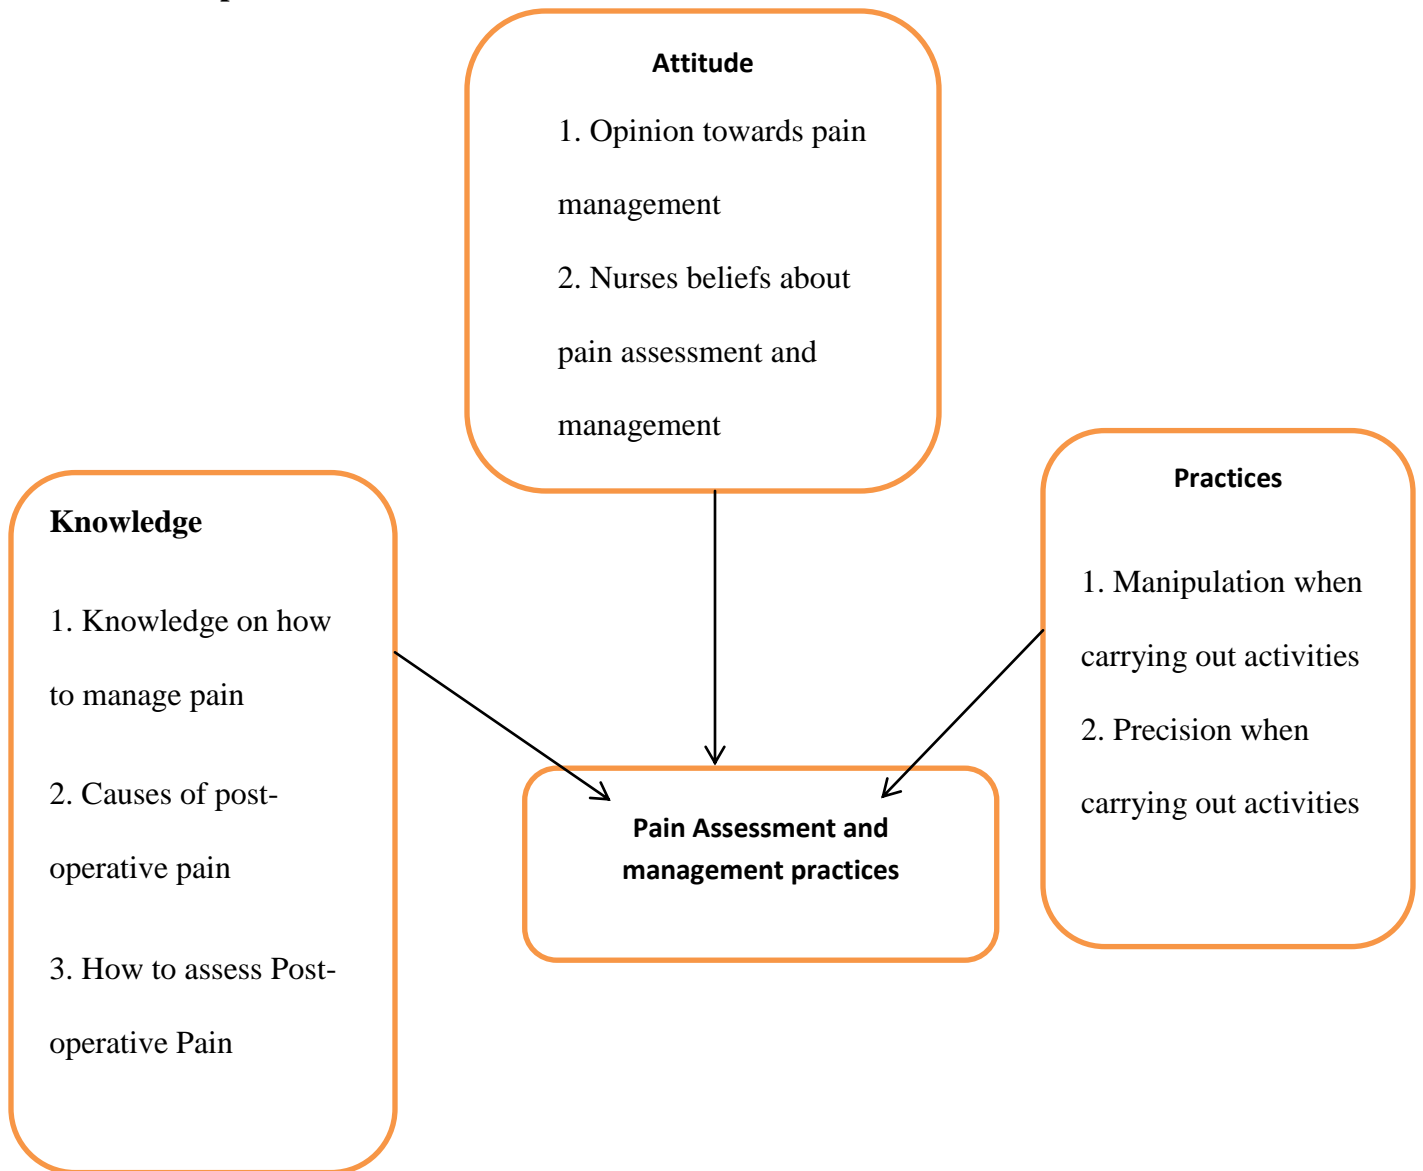 Attitude
1. Opinion towards pain
management
2. Nurses beliefs about
pain assessment and
management
Knowledge
1. Knowledge on how
to manage pain
2. Causes of post-
operative pain
3. How to assess Post-
operative Pain
Practices
1. Manipulation when
carrying out activities
2. Precision when
carrying out activities
Pain Assessment and
management practices